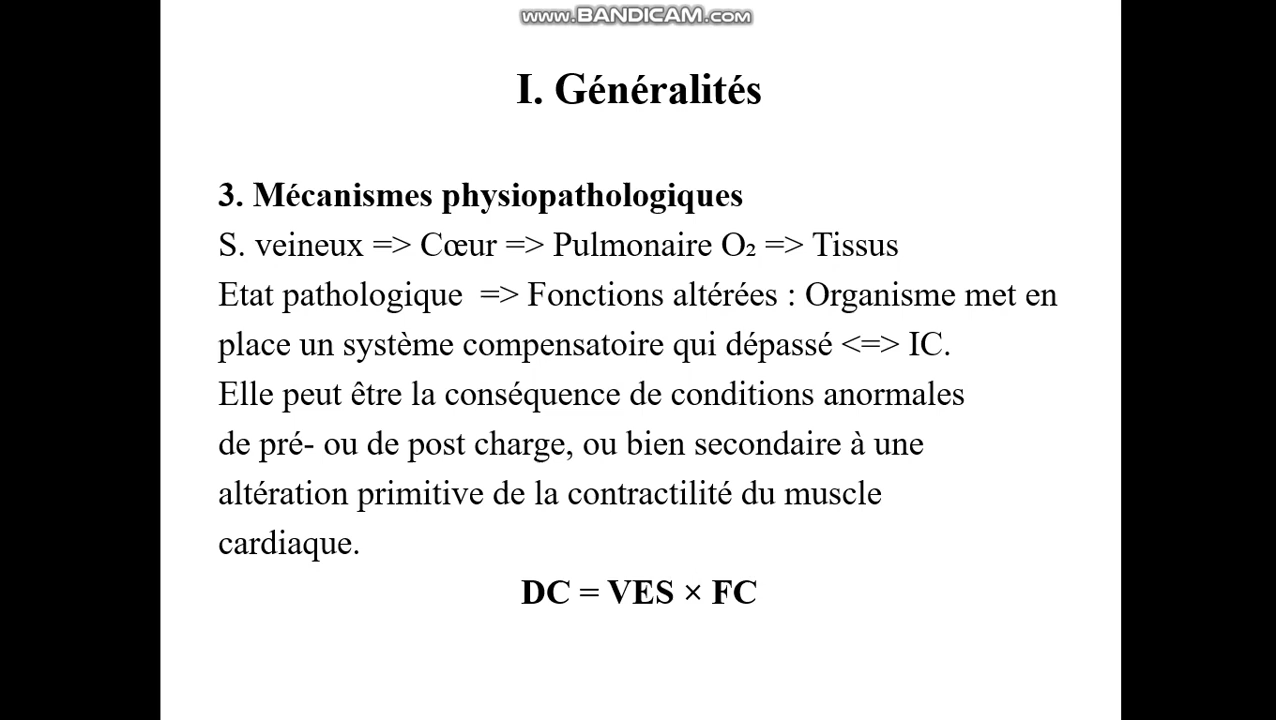 www.BANDICAM.com
I. Généralités
3. Mécanismes physiopathologiques
S. veineux => Cœur => Pulmonaire O₂ => Tissus
Etat pathologique => Fonctions altérées : Organisme met en
place un système compensatoire qui dépassé <=> IC.
Elle peut être la conséquence de conditions anormales
de pré- ou de post charge, ou bien secondaire à une
altération primitive de la contractilité du muscle
cardiaque.
DC = VES × FC